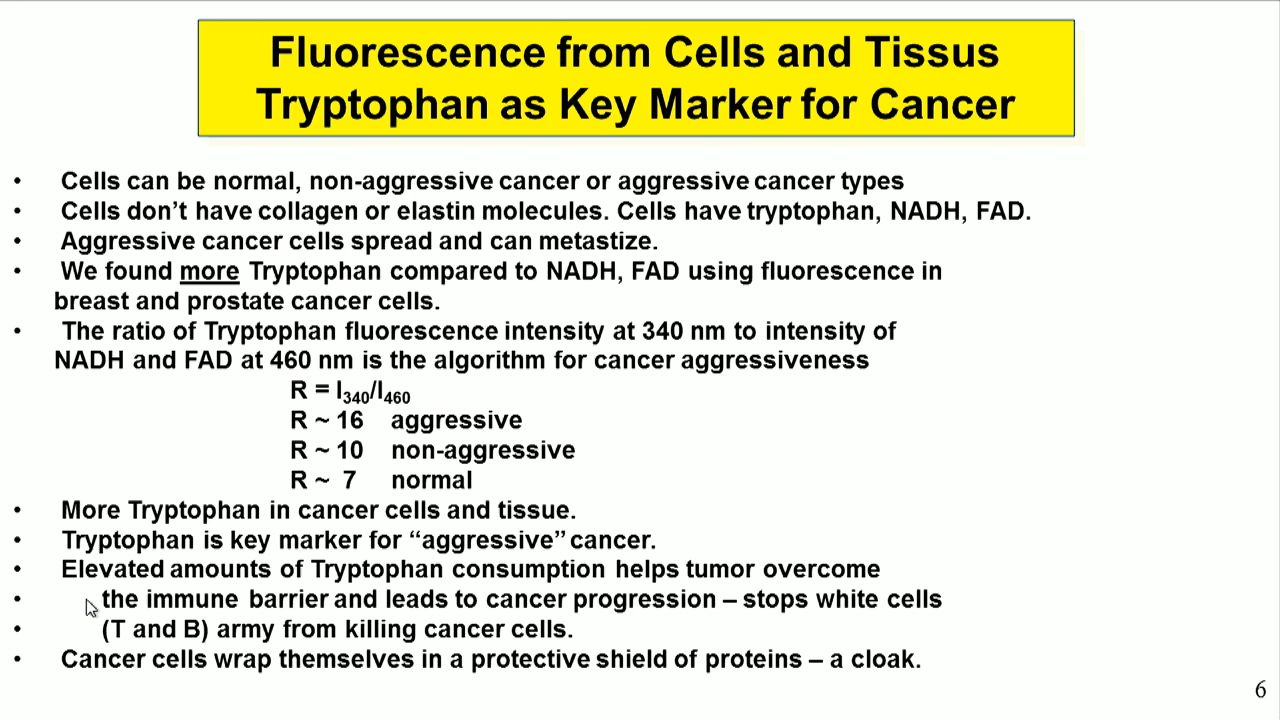 Fluorescence from Cells and Tissus
Tryptophan as Key Marker for Cancer
• Cells can be normal, non-aggressive cancer or aggressive cancer types
• Cells don’t have collagen or elastin molecules. Cells have tryptophan, NADH, FAD.
• Aggressive cancer cells spread and can metastize.
• We found more Tryptophan compared to NADH, FAD using fluorescence in
breast and prostate cancer cells.
• The ratio of Tryptophan fluorescence intensity at 340 nm to intensity of
NADH and FAD at 460 nm is the algorithm for cancer aggressiveness
R = I₃₄₀/I₄₆₀
R ~ 16 aggressive
R ~ 10 non-aggressive
R ~ 7 normal
• More Tryptophan in cancer cells and tissue.
• Tryptophan is key marker for “aggressive” cancer.
• Elevated amounts of Tryptophan consumption helps tumor overcome
• the immune barrier and leads to cancer progression – stops white cells
• (T and B) army from killing cancer cells.
• Cancer cells wrap themselves in a protective shield of proteins – a cloak.
6